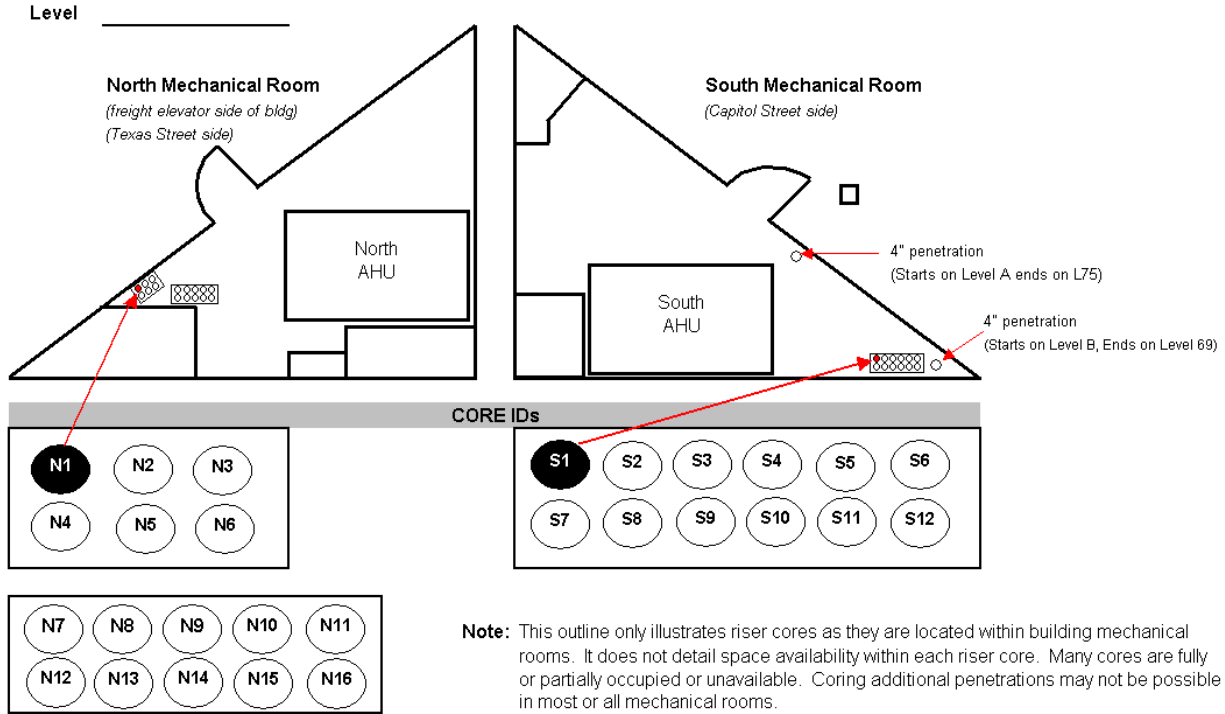 Level
North Mechanical Room
(freight elevator side of bldg)
(Texas Street side)
South Mechanical Room
(Capitol Street side)
North
AHU
South
AHU
4" penetration
(Starts on Level A ends on L75)
4" penetration
(Starts on Level B, Ends on Level 69)
CORE IDs
N1 N2 N3
N4 N5 N6
S1 S2 S3 S4 S5 S6
S7 S8 S9 S10 S11 S12
N7 N8 N9 N10 N11
N12 N13 N14 N15 N16
Note: This outline only illustrates riser cores as they are located within building mechanical
rooms. It does not detail space availability within each riser core. Many cores are fully
or partially occupied or unavailable. Coring additional penetrations may not be possible
in most or all mechanical rooms.